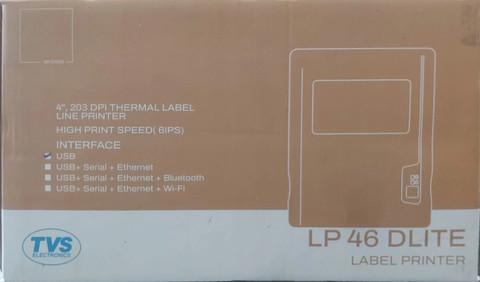 4", 203 DPI THERMAL LABEL
LINE PRINTER
HIGH PRINT SPEED( 6IPS)
INTERFACE
USB
USB+ Serial + Ethernet
USB+ Serial + Ethernet + Bluetooth
USB+ Serial + Ethernet + Wi-Fi
TVS
ELECTRONICS
LP 46 DLITE
LABEL PRINTER